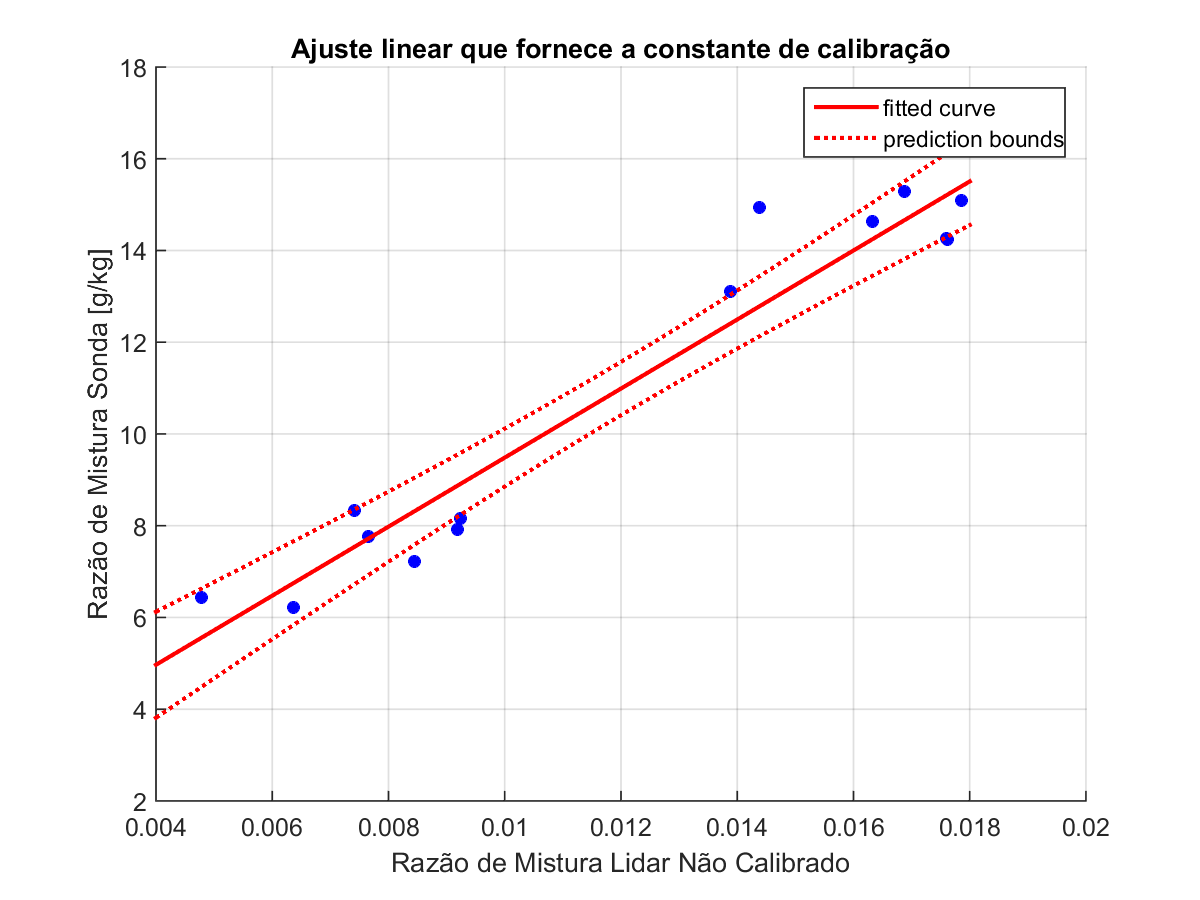 Ajuste linear que fornece a constante de calibração
18
16
14
12
10
8
6
4
2
fitted curve
prediction bounds
Razão de Mistura Sonda [g/kg]
0.004 0.006 0.008 0.01 0.012 0.014 0.016 0.018 0.02
Razão de Mistura Lidar Não Calibrado